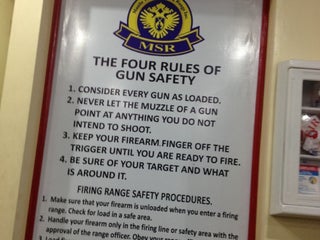 MSR
THE FOUR RULES OF
GUN SAFETY
1. CONSIDER EVERY GUN AS LOADED.
2. NEVER LET THE MUZZLE OF A GUN
POINT AT ANYTHING YOU DO NOT
INTEND TO SHOOT.
3. KEEP YOUR FIREARM FINGER OFF THE
TRIGGER UNTIL YOU ARE READY TO FIRE.
4. BE SURE OF YOUR TARGET AND WHAT
IS AROUND IT.
FIRING RANGE SAFETY PROCEDURES.
1. Make sure that your firearm is unloaded when you enter a firing
range. Check for load in a safe area.
2. Handle your firearm only in the firing line or safety area with the
approval of the range officer. Obey your range